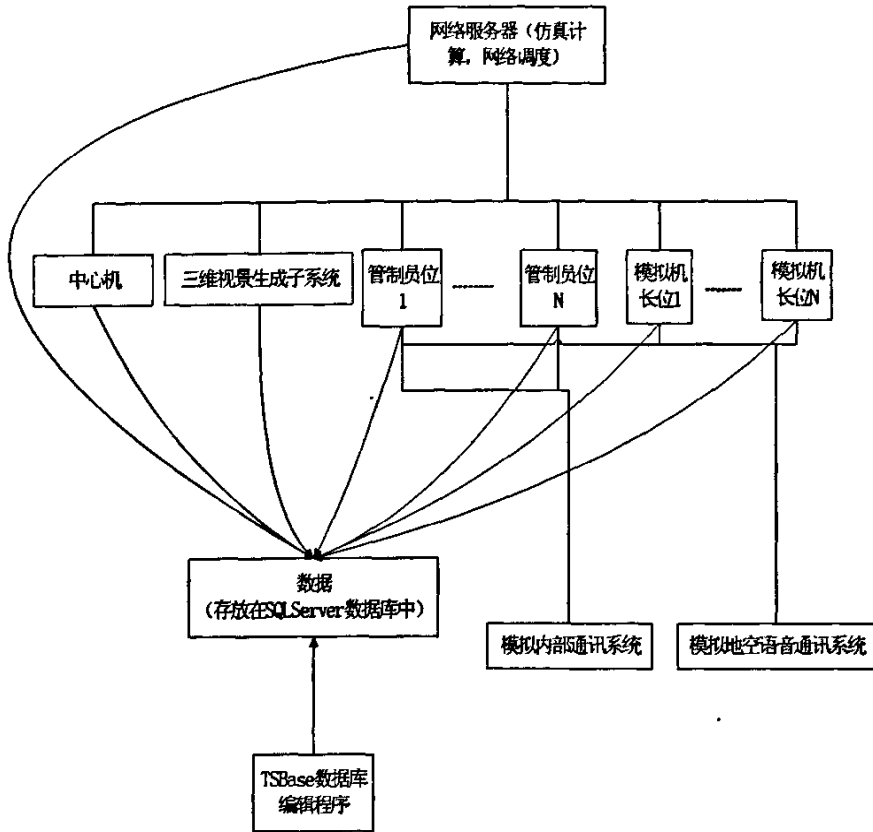 网络服务器（仿真计
算，网络调度）
中心机
三维视景生成子系统
管制员位
1
管制员位
N
模拟机
长位1
模拟机
长位N
数据
（存放在SQLServer数据库中）
模拟内部通讯系统
模拟地空语音通讯系统
TSBase数据库
编辑程序